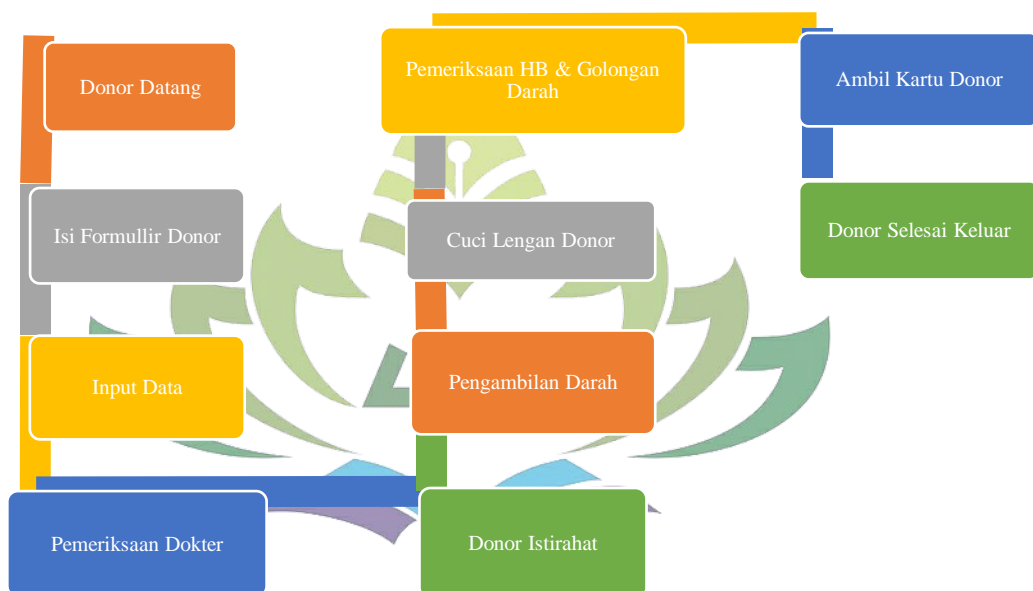 Donor Datang
Isi Formullir Donor
Input Data
Pemeriksaan Dokter
Pemeriksaan HB & Golongan
Darah
Cuci Lengan Donor
Pengambilan Darah
Donor Istirahat
Ambil Kartu Donor
Donor Selesai Keluar